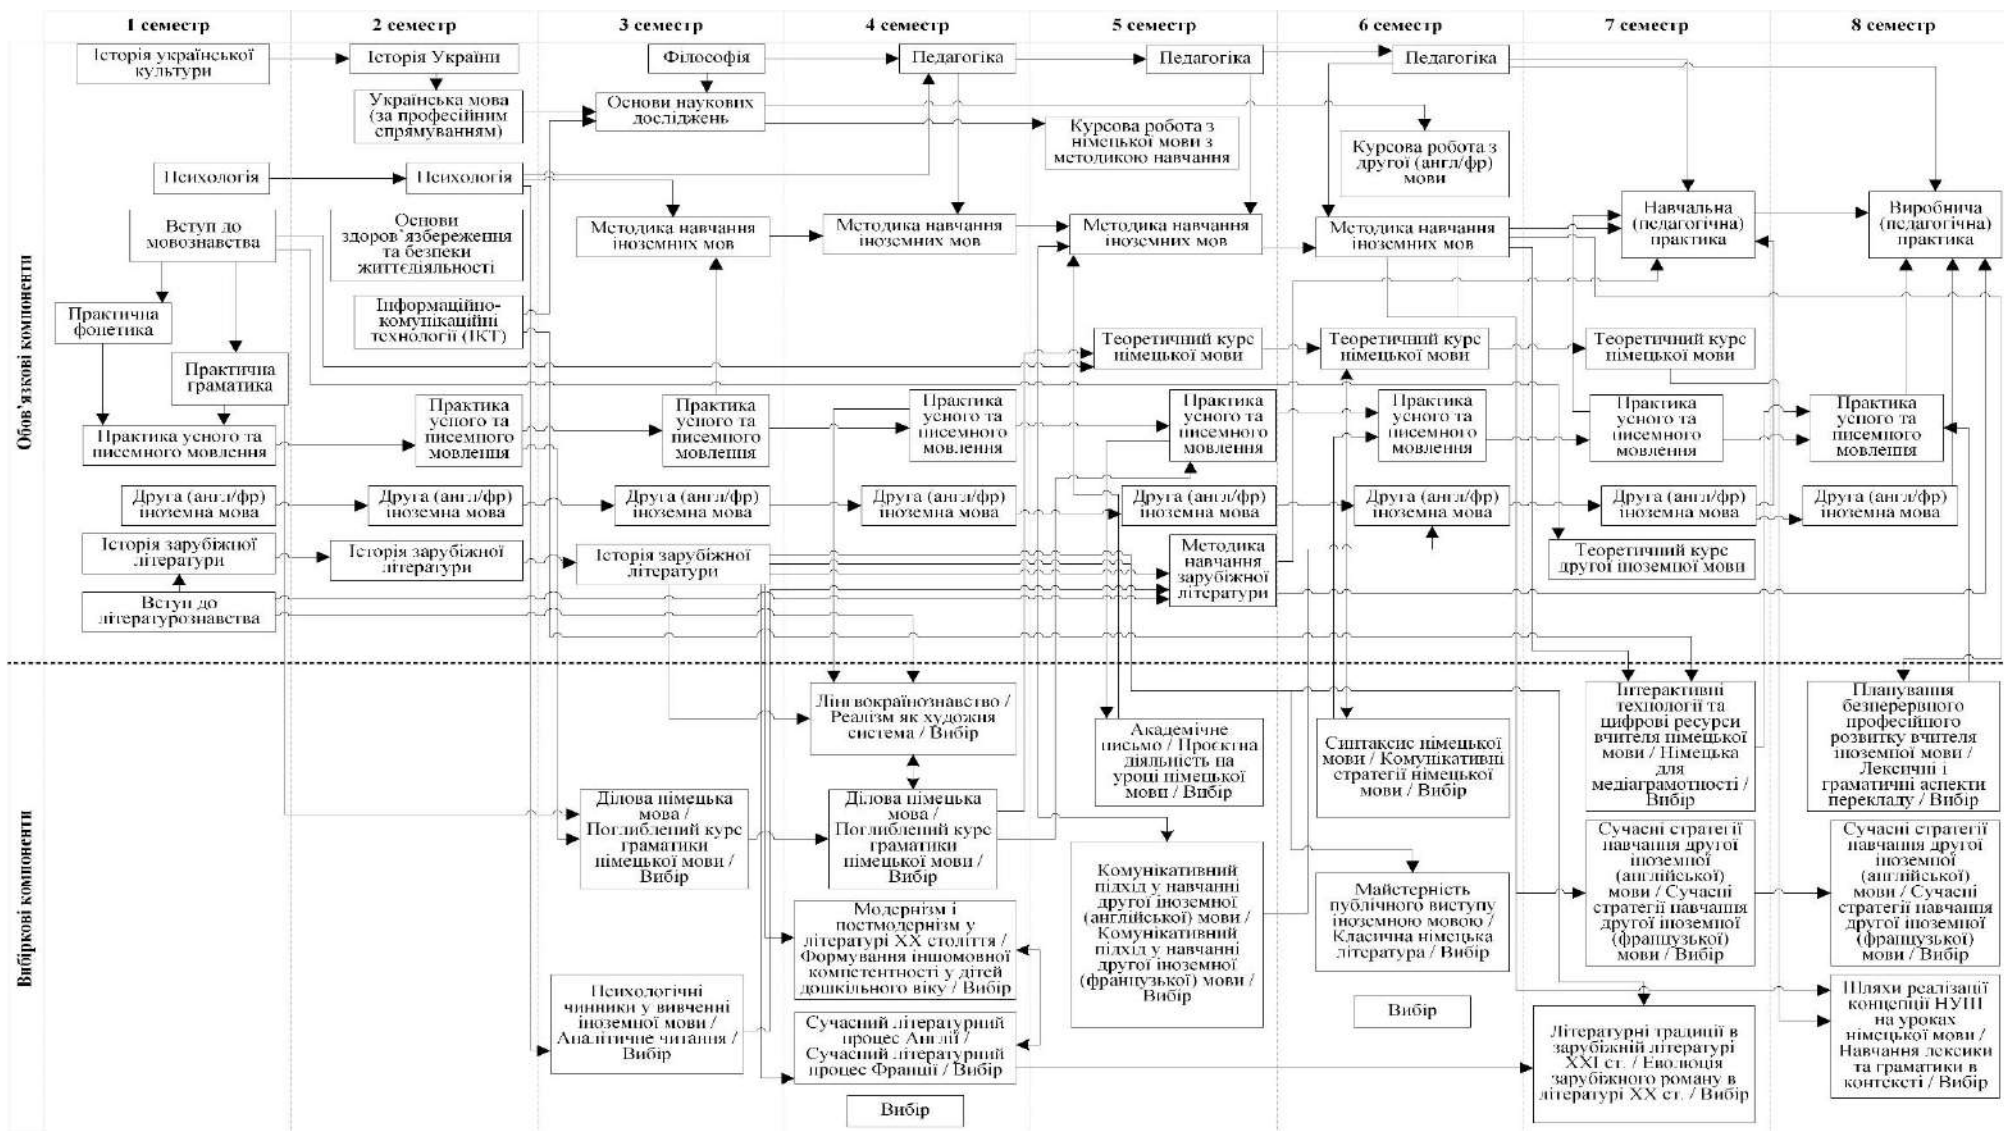 1 семестр
2 семестр
3 семестр
4 семестр
5 семестр
6 семестр
7 семестр
8 семестр
Обов’язкові компоненти
Історія української
культури
Історія України
Філософія
Педагогіка
Педагогіка
Педагогіка
Українська мова
(за професійним
спрямуванням)
Основи наукових
досліджень
Курсова робота з
німецької мови з
методикою навчання
Курсова робота з
другої (англ/фр)
мови
Психологія
Психологія
Вступ до
мовознавства
Основи
здоров’язбереження
та безпеки
життєдіяльності
Методика навчання
іноземних мов
Методика навчання
іноземних мов
Методика навчання
іноземних мов
Методика навчання
іноземних мов
Навчальна
(педагогічна)
практика
Виробнича
(педагогічна)
практика
Практична
фонетика
Інформаційно-
комунікаційні
технології (ІКТ)
Теоретичний курс
німецької мови
Теоретичний курс
німецької мови
Теоретичний курс
німецької мови
Практична
граматика
Практика усного та
писемного мовлення
Практика
усного та
писемного
мовлення
Практика
усного та
писемного
мовлення
Практика
усного та
писемного
мовлення
Практика
усного та
писемного
мовлення
Практика
усного та
писемного
мовлення
Практика
усного та
писемного
мовлення
Практика
усного та
писемного
мовлення
Друга (англ/фр)
іноземна мова
Друга (англ/фр)
іноземна мова
Друга (англ/фр)
іноземна мова
Друга (англ/фр)
іноземна мова
Друга (англ/фр)
іноземна мова
Друга (англ/фр)
іноземна мова
Друга (англ/фр)
іноземна мова
Друга (англ/фр)
іноземна мова
Історія зарубіжної
літератури
Історія зарубіжної
літератури
Історія зарубіжної
літератури
Методика
навчання
зарубіжної
літератури
Теоретичний курс
другої іноземної мови
Вступ до
літературознавства
Вибіркові компоненти
Лінгвокраїнознавство /
Реалізм як художня
система / Вибір
Академічне
письмо / Проєктна
діяльність на
уроці німецької
мови / Вибір
Синтаксис німецької
мови / Комунікативні
стратегії німецької
мови / Вибір
Інтерактивні
технології та
цифрові ресурси
вчителя німецької
мови / Німецька
для
медіаграмотності /
Вибір
Планування
безперервного
професійного
розвитку вчителя
іноземної мови /
Лексичні і
граматичні аспекти
перекладу / Вибір
Ділова німецька
мова /
Поглиблений курс
граматики
німецької мови /
Вибір
Ділова німецька
мова /
Поглиблений курс
граматики
німецької мови /
Вибір
Комунікативний
підхід у навчанні
другої іноземної
(англійської) мови /
Комунікативний
підхід у навчанні
другої іноземної
(французької) мови /
Вибір
Майстерність
публічного виступу
іноземною мовою /
Класична німецька
література / Вибір
Сучасні стратегії
навчання другої
іноземної
(англійської)
мови / Сучасні
стратегії навчання
другої іноземної
(французької)
мови / Вибір
Сучасні стратегії
навчання другої
іноземної
(англійської)
мови / Сучасні
стратегії навчання
другої іноземної
(французької)
мови / Вибір
Модернізм і
постмодернізм у
літературі ХХ століття /
Формування іншомовної
компетентності у дітей
дошкільного віку / Вибір
Психологічні
чинники у вивченні
іноземної мови /
Аналітичне читання /
Вибір
Сучасний літературний
процес Англії /
Сучасний літературний
процес Франції / Вибір
Вибір
Вибір
Літературні традиції в
зарубіжній літературі
ХХІ ст. / Еволюція
зарубіжного роману в
літературі ХХ ст. / Вибір
Шляхи реалізації
концепції НУШ
на уроках
німецької мови /
Навчання лексики
та граматики в
контексті / Вибір